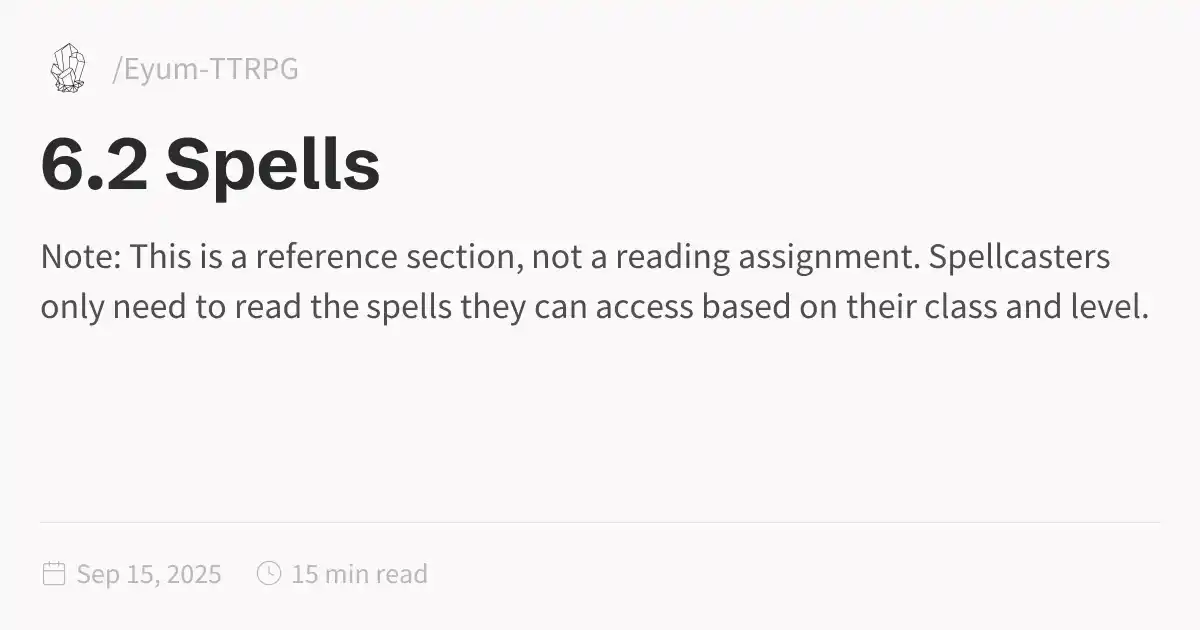 /Eyum-TTRPG
6.2 Spells
Note: This is a reference section, not a reading assignment. Spellcasters
only need to read the spells they can access based on their class and level.
Sep 15, 2025 15 min read